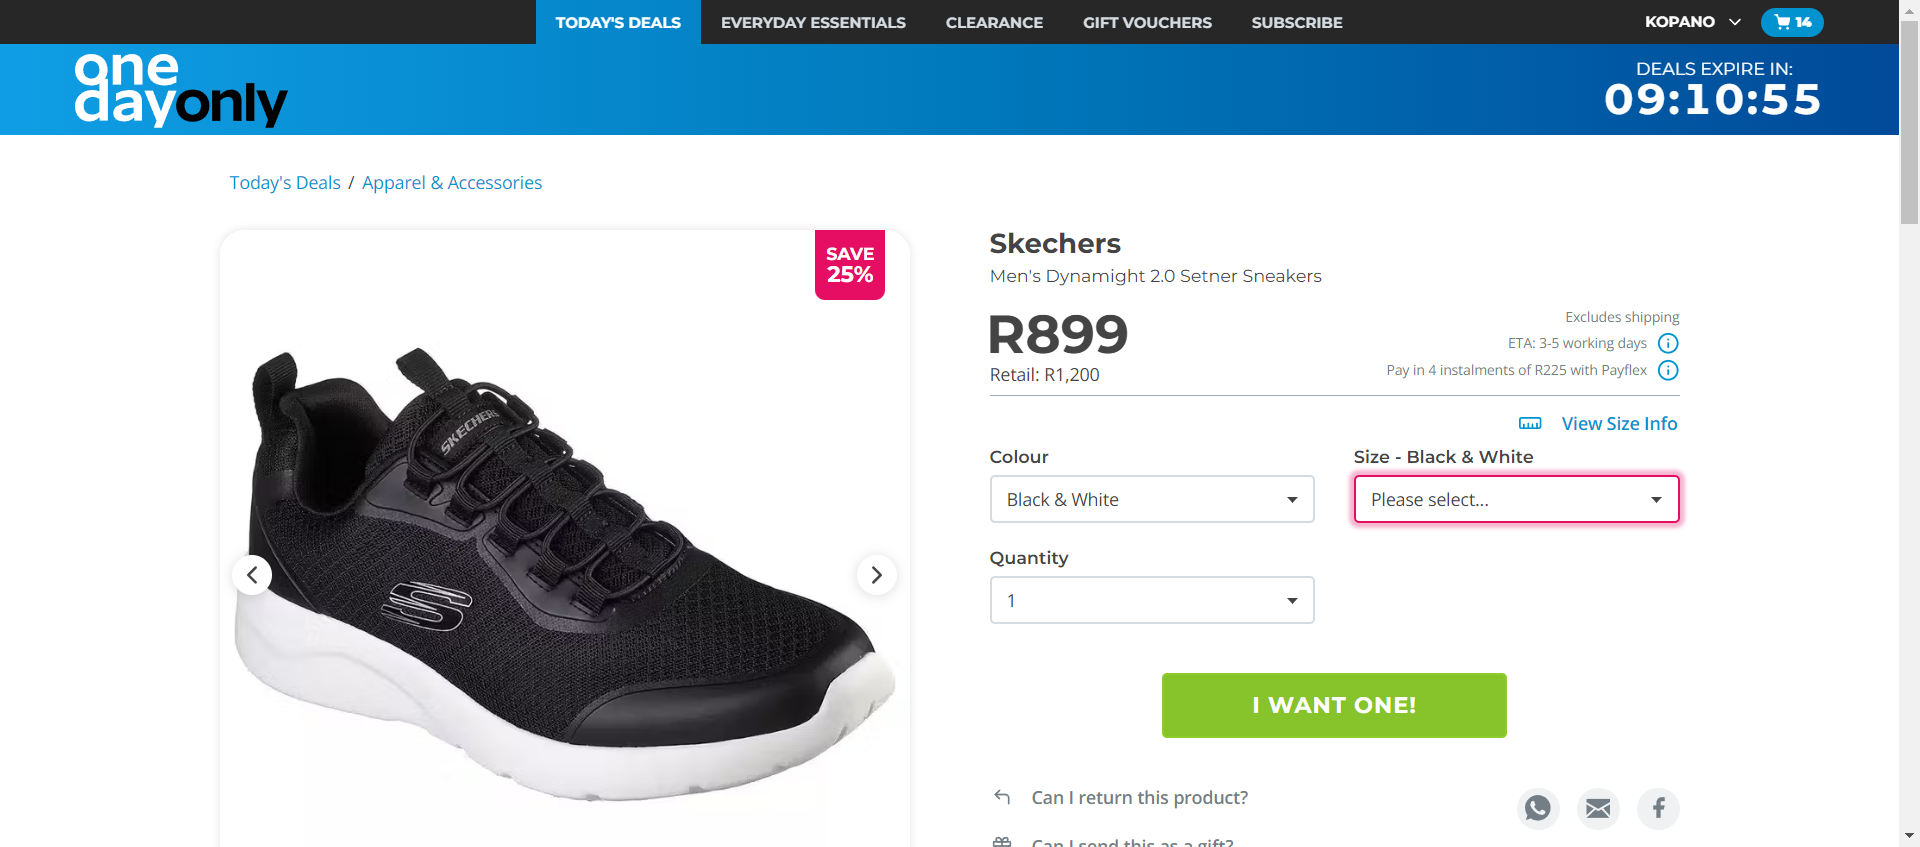 TODAY'S DEALS EVERYDAY ESSENTIALS CLEARANCE GIFT VOUCHERS SUBSCRIBE KOPANO 14
one
dayonly
DEALS EXPIRE IN:
09:10:55
Today's Deals / Apparel & Accessories
SAVE
25%
SKECHERS
Skechers
Men's Dynamight 2.0 Setner Sneakers
R899
Retail: R1,200
Excludes shipping
ETA: 3-5 working days
Pay in 4 instalments of R225 with Payflex
View Size Info
Colour
Black & White
Size - Black & White
Please select...
Quantity
1
I WANT ONE!
Can I return this product?
Can I send this as a gift?